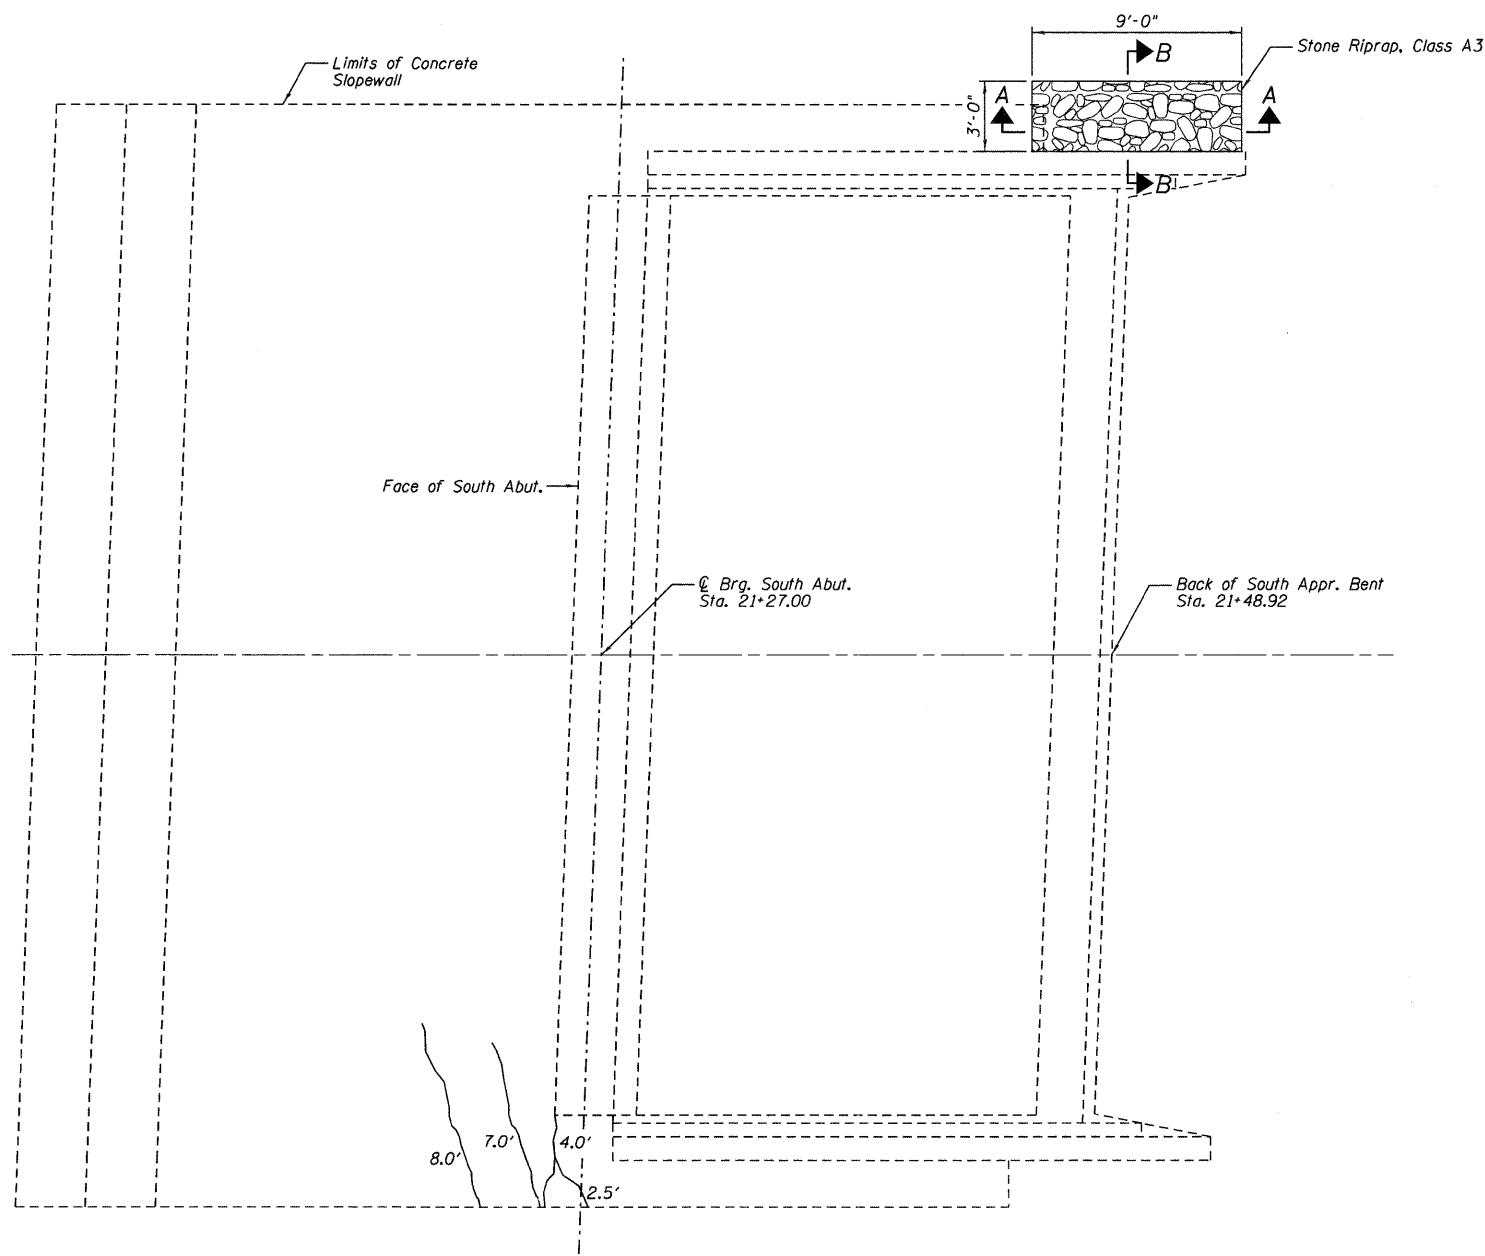 9'-0"
B
Stone Riprap, Class A3
Limits of Concrete
Slopewall
A
A
3'-0"
B
Face of South Abut.
℄ Brg. South Abut.
Sta. 21+27.00
Back of South Appr. Bent
Sta. 21+48.92
8.0'
7.0'
4.0'
2.5'